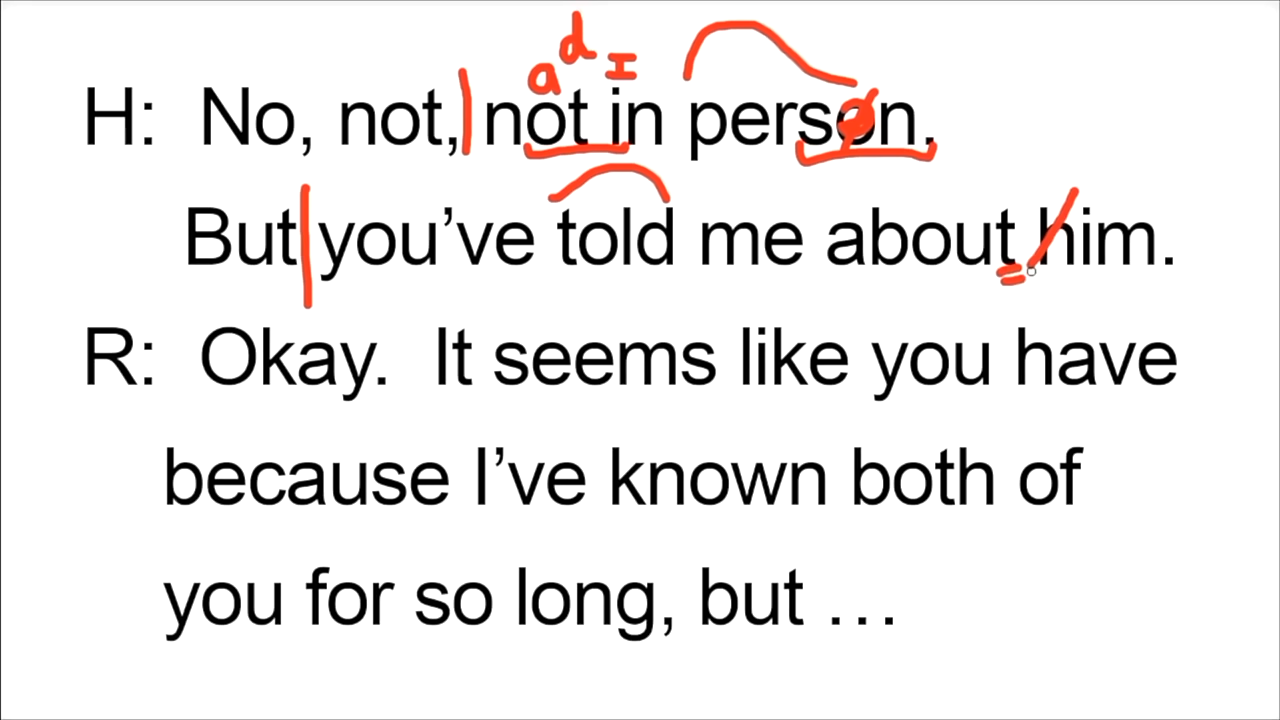 a d I
H: No, not, not in person.
But you've told me about him.
R: Okay. It seems like you have
because I've known both of
you for so long, but ...